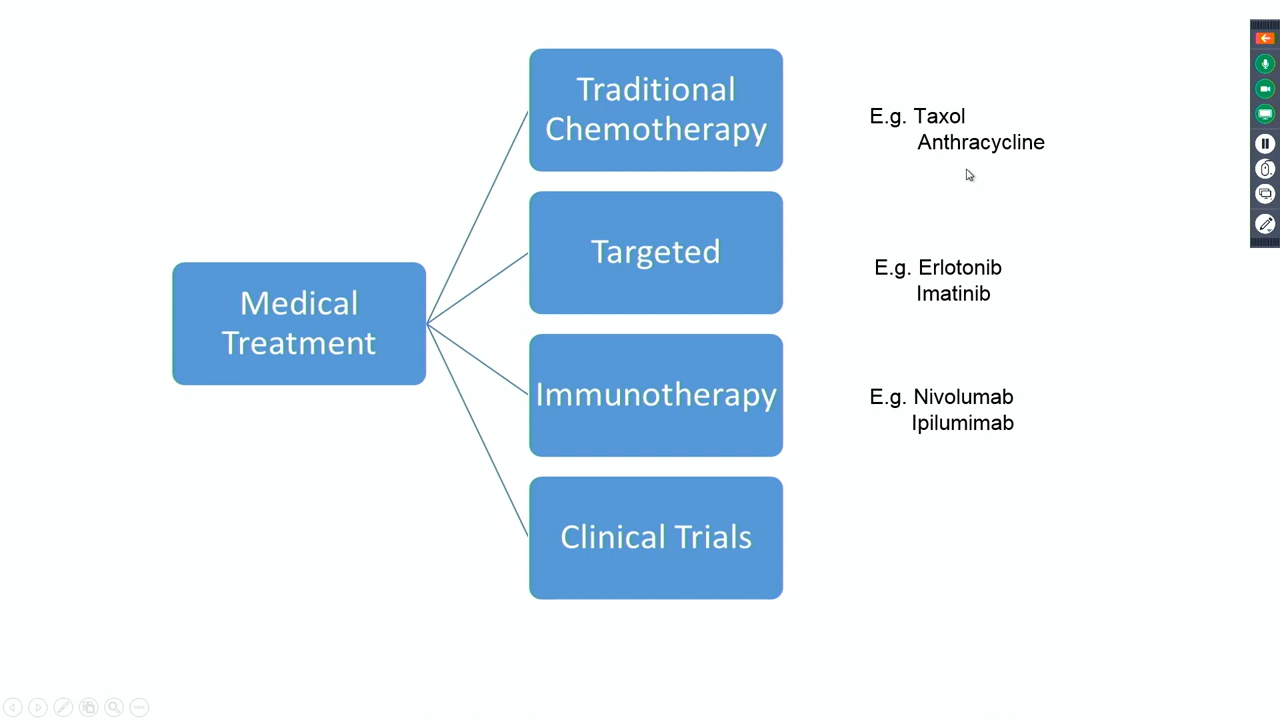 Medical
Treatment
Traditional
Chemotherapy
E.g. Taxol
Anthracycline
Targeted
E.g. Erlotonib
Imatinib
Immunotherapy
E.g. Nivolumab
Ipilumimab
Clinical Trials